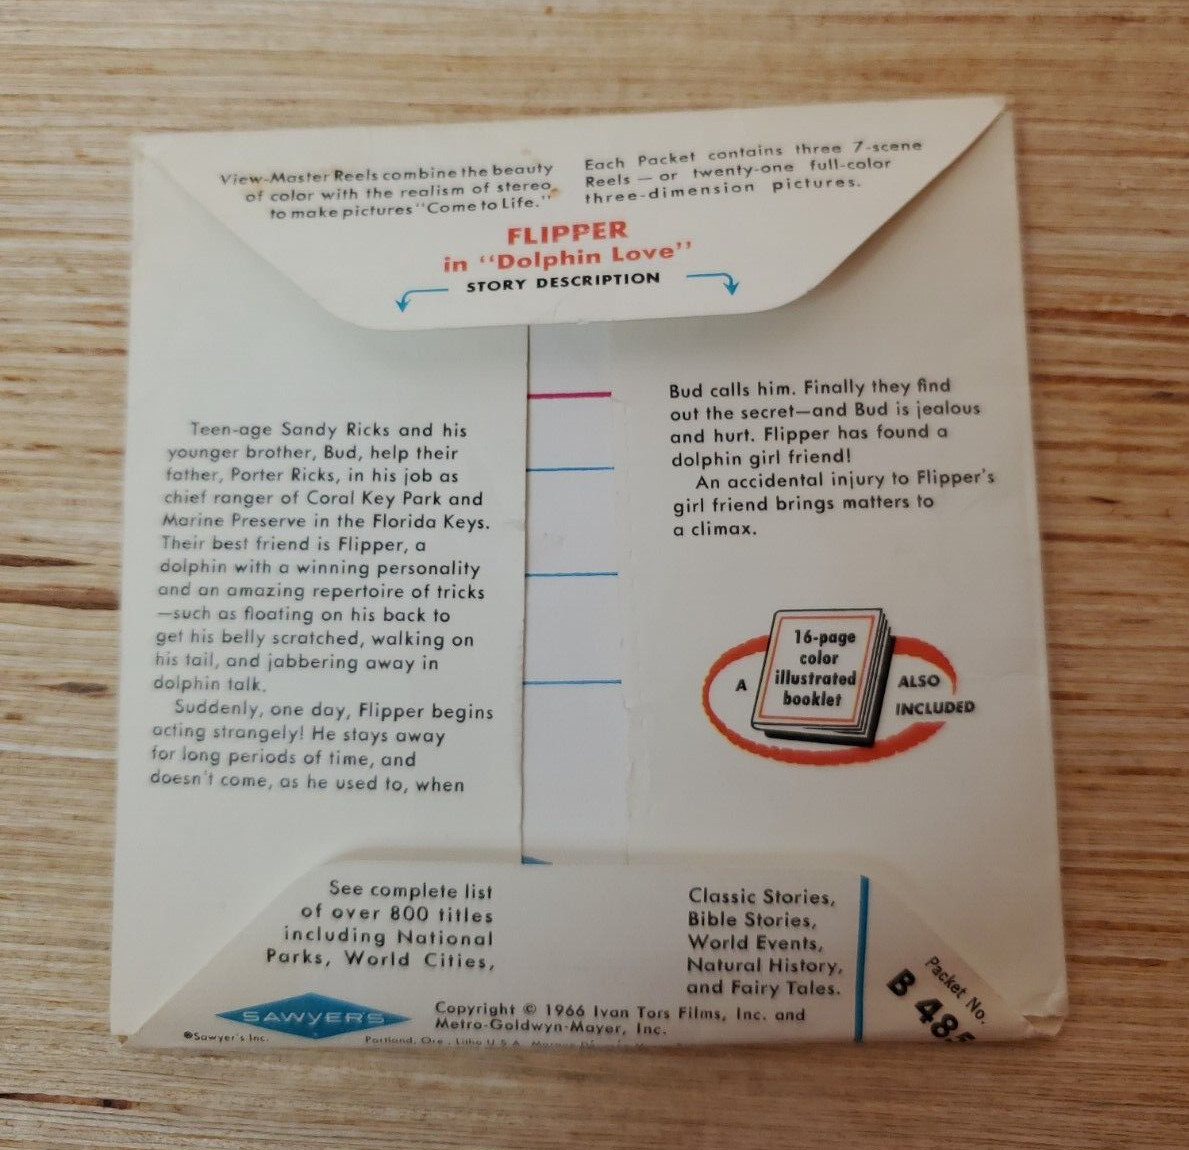 View-Master Reels combine the beauty
of color with the realism of stereo
to make pictures "Come to Life."
Each Packet contains three 7-scene
Reels — or twenty-one full-color
three-dimension pictures.
FLIPPER
in "Dolphin Love"
STORY DESCRIPTION
Teen-age Sandy Ricks and his
younger brother, Bud, help their
father, Porter Ricks, in his job as
chief ranger of Coral Key Park and
Marine Preserve in the Florida Keys.
Their best friend is Flipper, a
dolphin with a winning personality
and an amazing repertoire of tricks
—such as floating on his back to
get his belly scratched, walking on
his tail, and jabbering away in
dolphin talk.
Suddenly, one day, Flipper begins
acting strangely! He stays away
for long periods of time, and
doesn't come, as he used to, when
Bud calls him. Finally they find
out the secret—and Bud is jealous
and hurt. Flipper has found a
dolphin girl friend!
An accidental injury to Flipper's
girl friend brings matters to
a climax.
A
16-page
color
illustrated
booklet
ALSO
INCLUDED
See complete list
of over 800 titles
including National
Parks, World Cities,
Classic Stories,
Bible Stories,
World Events,
Natural History,
and Fairy Tales.
SAWYER'S
®Sawyer's Inc.
Copyright © 1966 Ivan Tors Films, Inc. and
Metro-Goldwyn-Mayer, Inc.
Portland, Ore. Litho U.S.A.
Packet No.
B 485